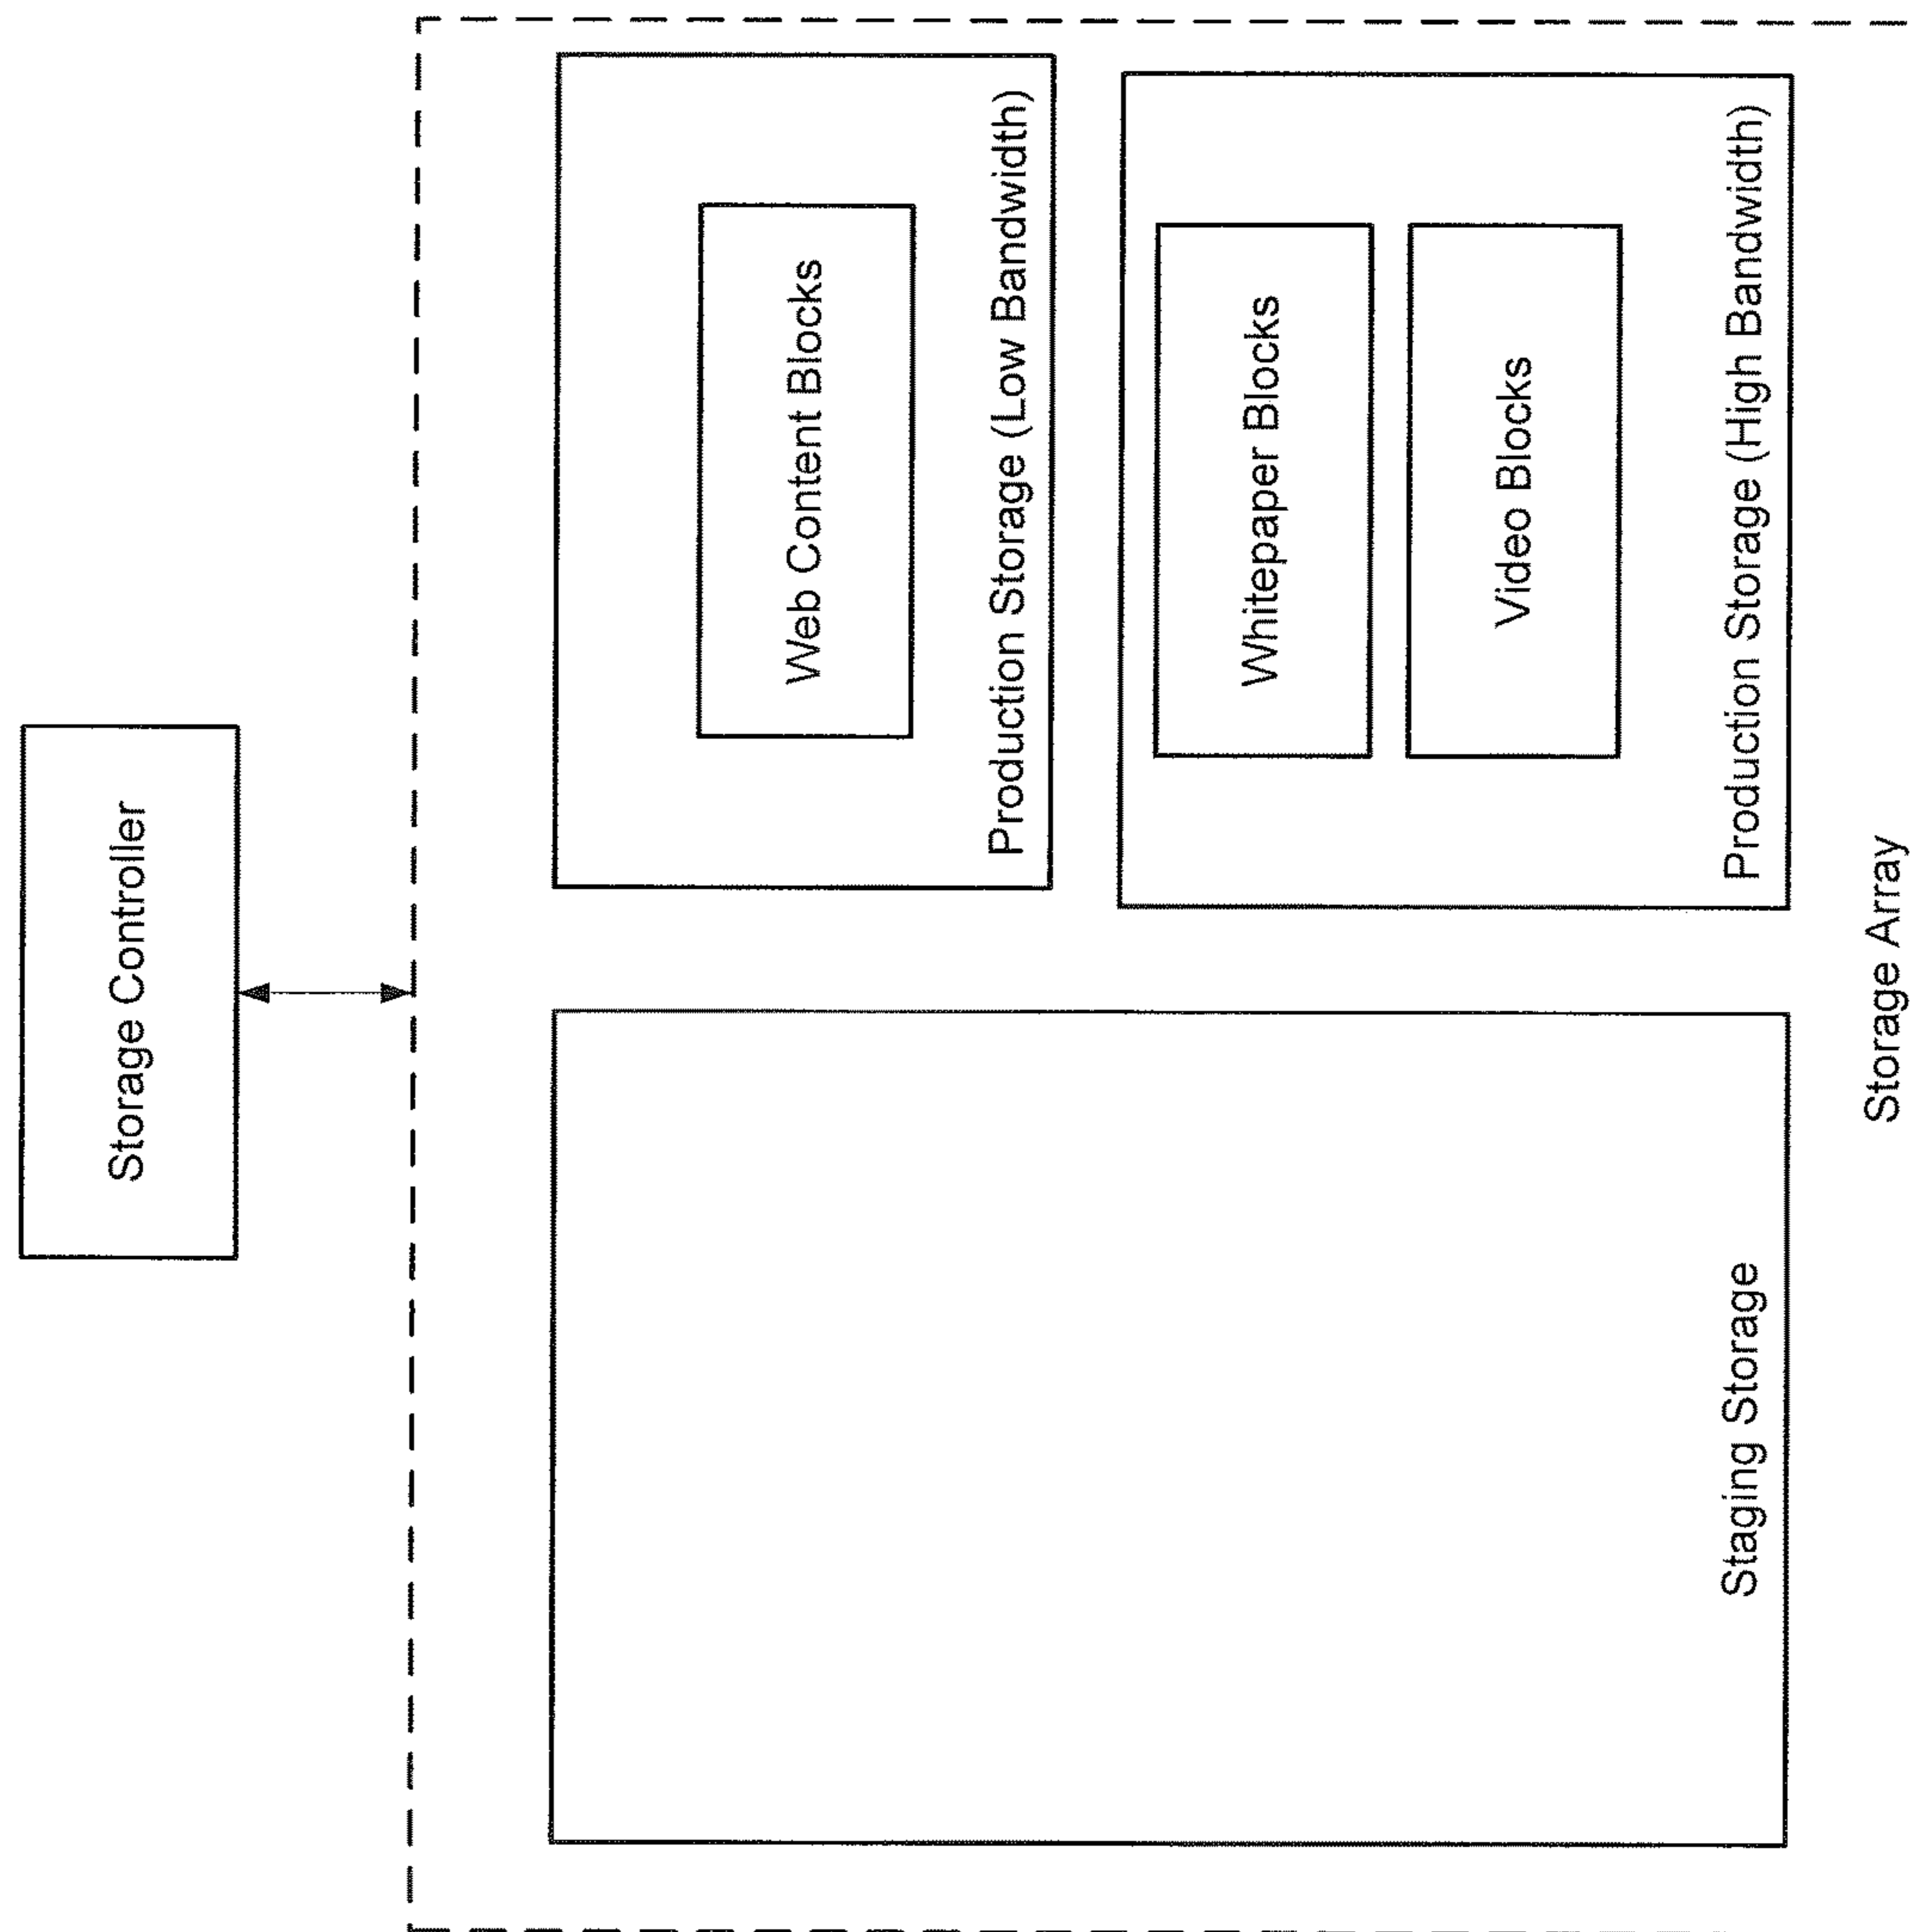 Storage Controller
Web Content Blocks
Production Storage (Low Bandwidth)
Whitepaper Blocks
Video Blocks
Production Storage (High Bandwidth)
Staging Storage
Storage Array